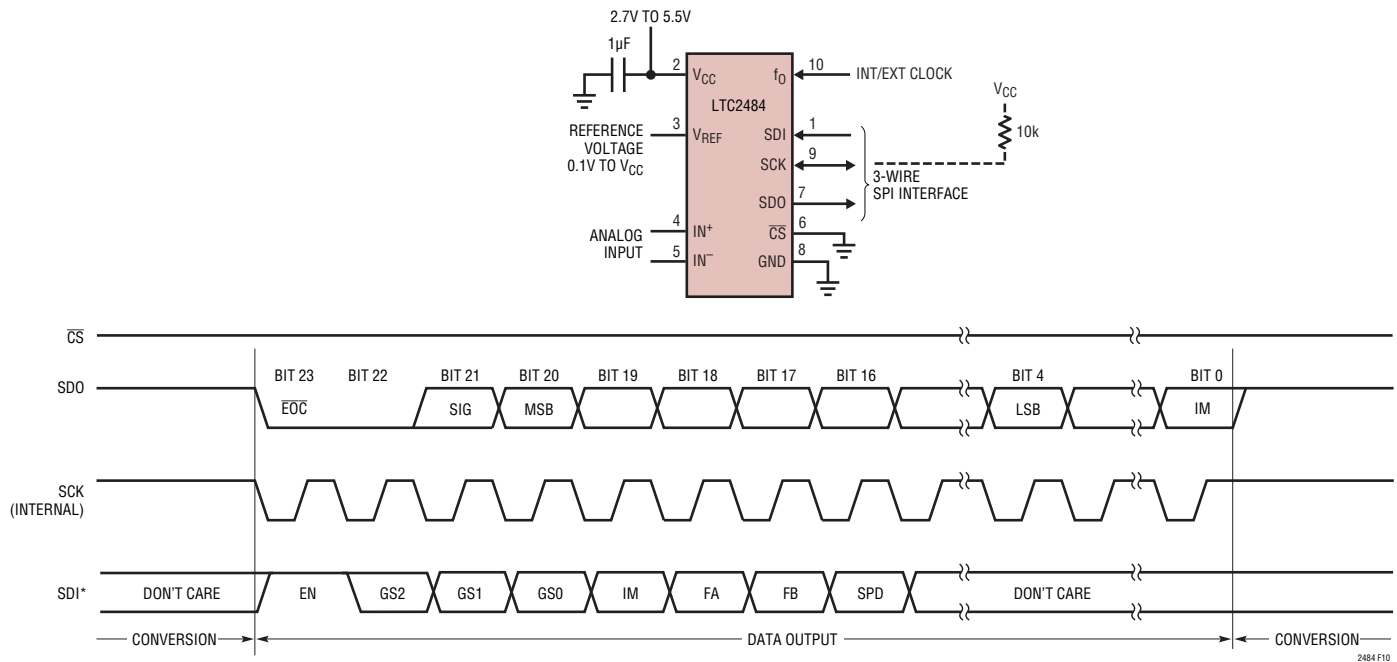 2.7V TO 5.5V
1µF
2
VCC
fO
10
INT/EXT CLOCK
LTC2484
VCC
10k
REFERENCE
VOLTAGE
0.1V TO VCC
3
VREF
SDI
1
SCK
9
3-WIRE
SPI INTERFACE
SDO
7
ANALOG
INPUT
4
IN+
5
IN–
CS
6
GND
8
CS
SDO
BIT 23
BIT 22
BIT 21
BIT 20
BIT 19
BIT 18
BIT 17
BIT 16
BIT 4
BIT 0
EOC
SIG
MSB
LSB
IM
SCK
(INTERNAL)
SDI*
DON'T CARE
EN
GS2
GS1
GS0
IM
FA
FB
SPD
DON'T CARE
CONVERSION
DATA OUTPUT
CONVERSION
2484 F10